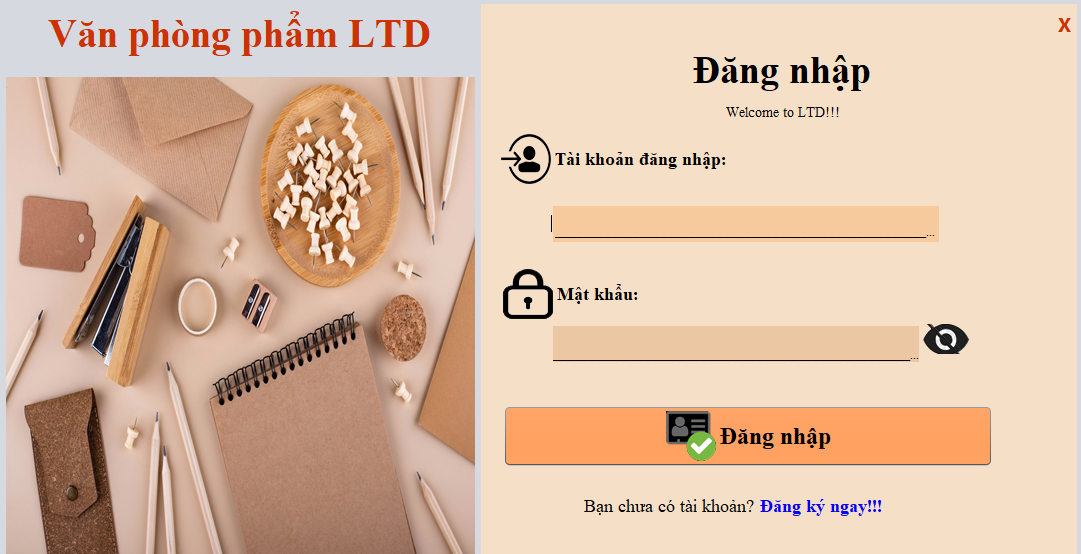 Văn phòng phẩm LTD
X
Đăng nhập
Welcome to LTD!!!
Tài khoản đăng nhập:
Mật khẩu:
Đăng nhập
Bạn chưa có tài khoản? Đăng ký ngay!!!